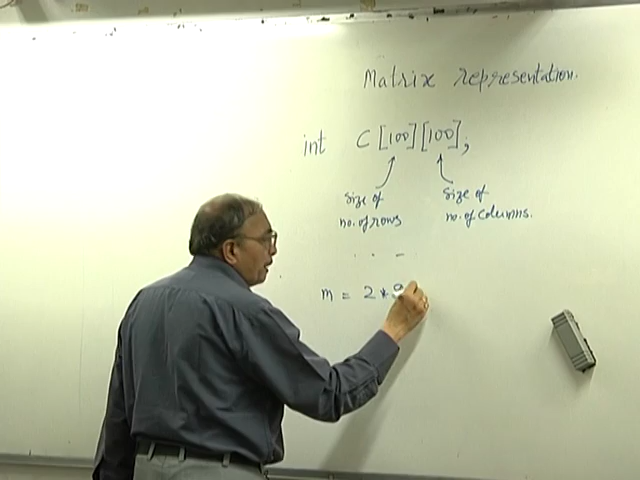 Matrix representation.
int C[100][100];
size of no. of rows
size of no. of columns.
. . -
m = 2 *